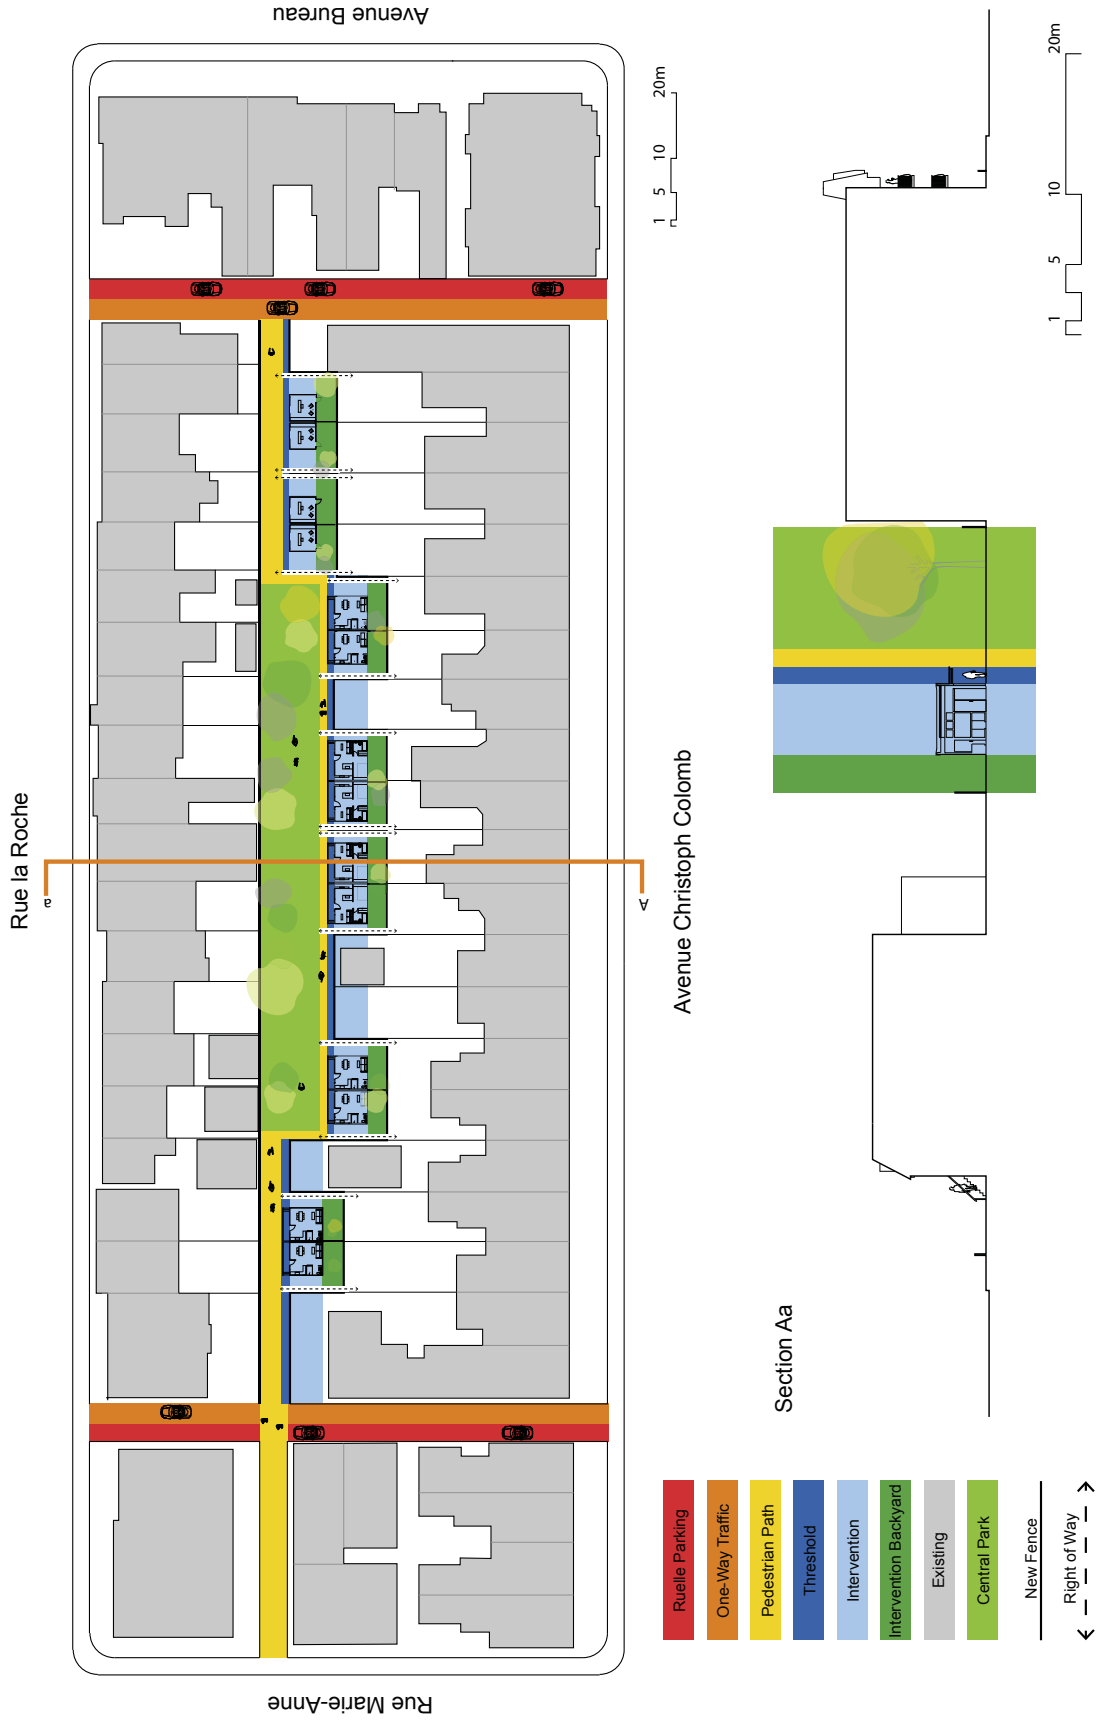 Avenue Bureau
Rue la Roche
Avenue Christoph Colomb
Rue Marie-Anne
a
A
1 5 10 20m
Section Aa
1 5 10 20m
Ruelle Parking
One-Way Traffic
Pedestrian Path
Threshold
Intervention
Intervention Backyard
Existing
Central Park
New Fence
Right of Way